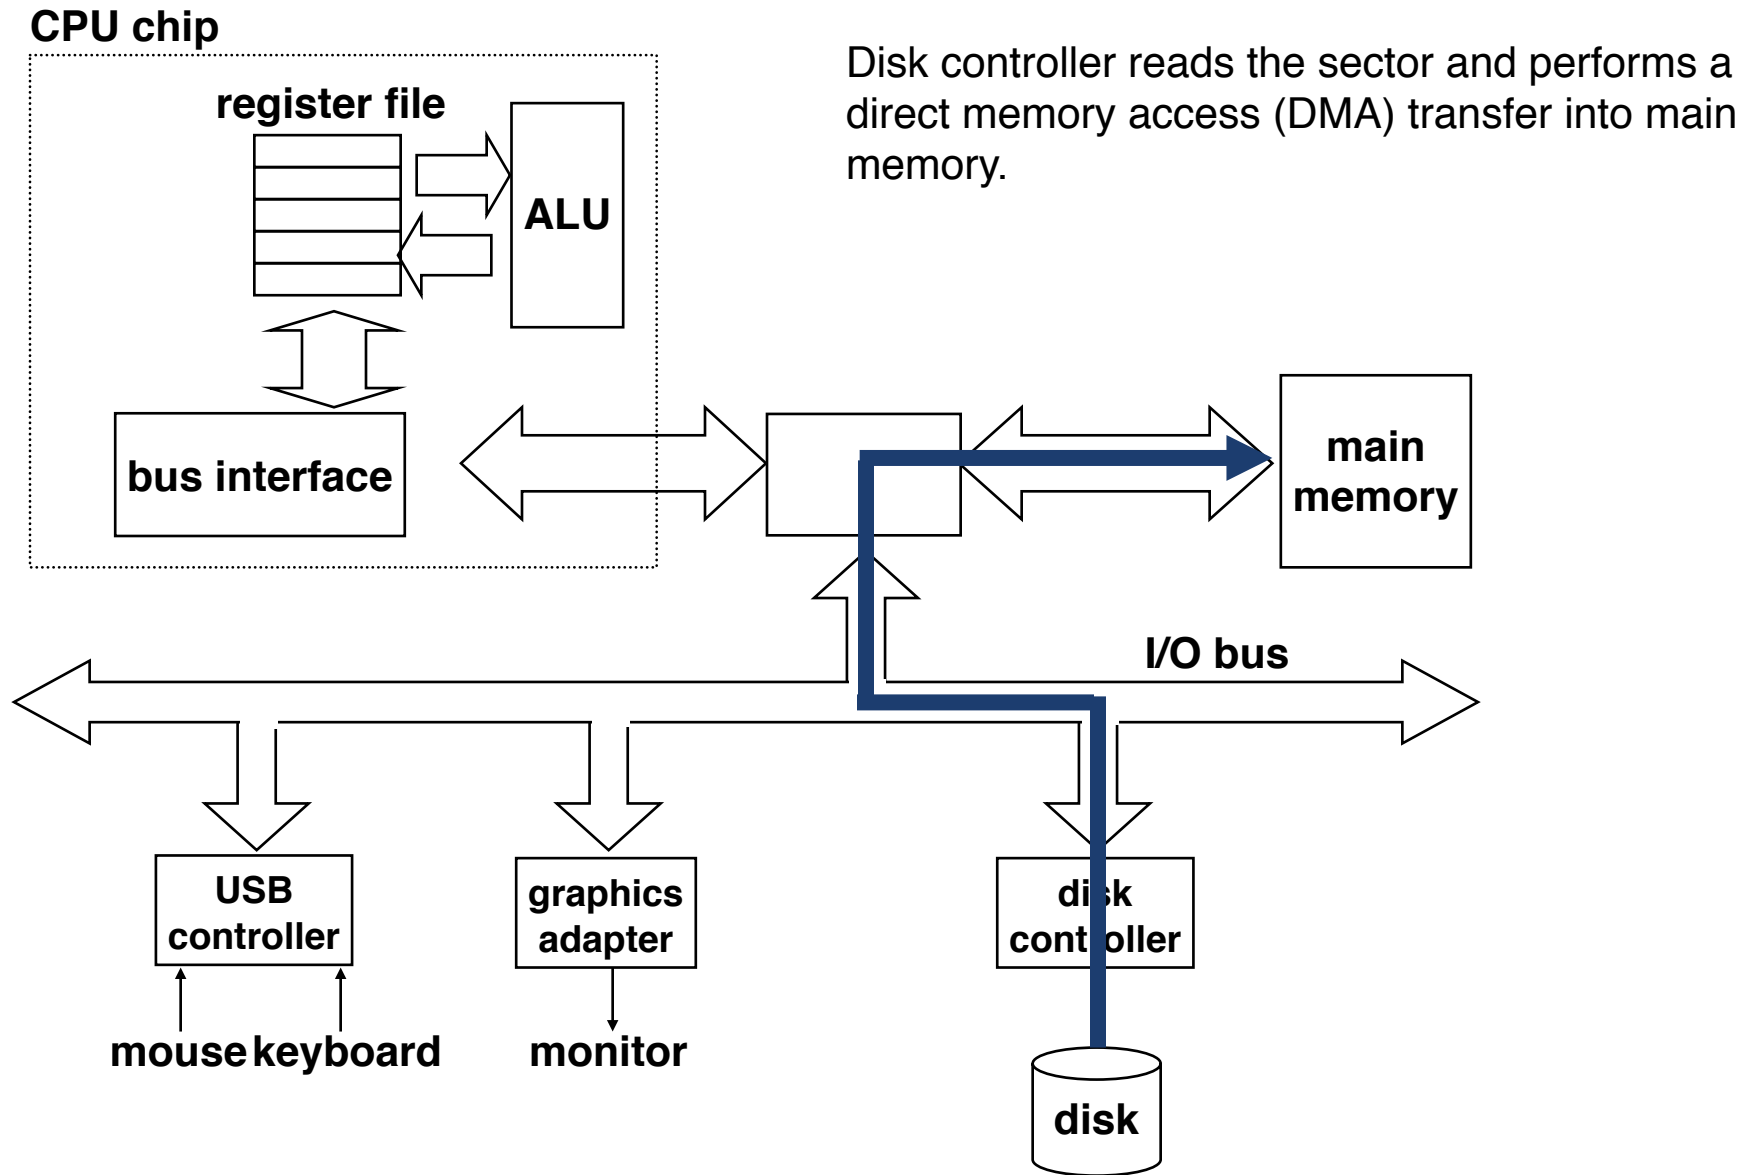 CPU chip
Disk controller reads the sector and performs a
direct memory access (DMA) transfer into main
memory.
register file
ALU
bus interface
main
memory
I/O bus
USB
controller
graphics
adapter
disk
controller
mouse keyboard
monitor
disk